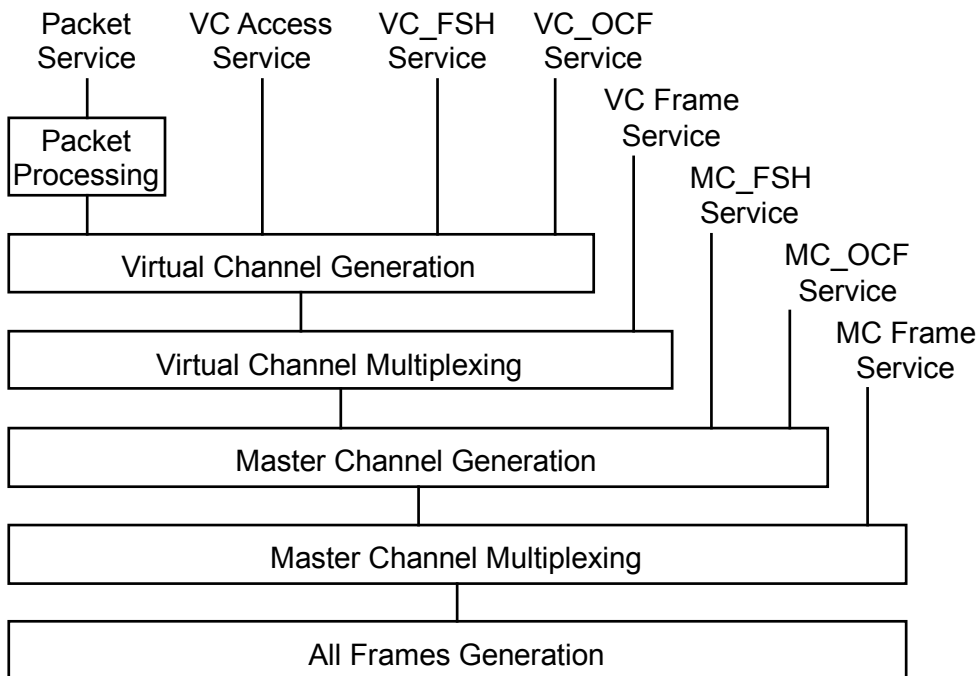 Packet
Service
VC Access
Service
VC_FSH
Service
VC_OCF
Service
VC Frame
Service
Packet
Processing
MC_FSH
Service
Virtual Channel Generation
MC_OCF
Service
MC Frame
Service
Virtual Channel Multiplexing
Master Channel Generation
Master Channel Multiplexing
All Frames Generation